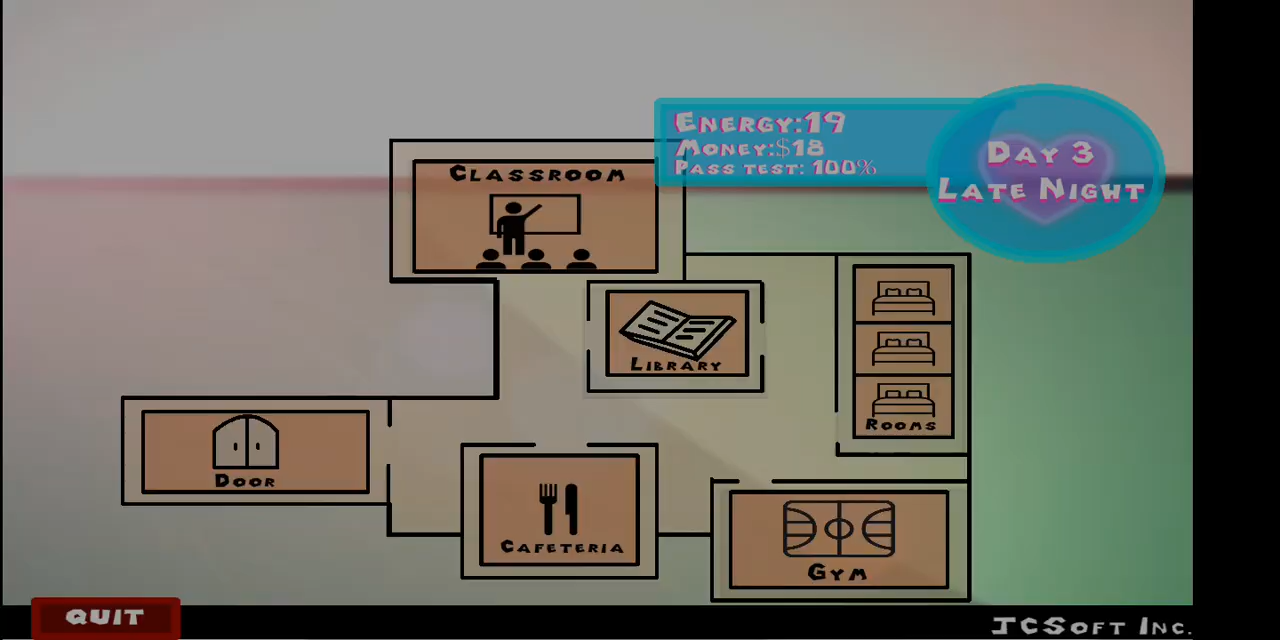 Energy:19
Money:$18
Pass test: 100%
Day 3
Late Night
Classroom
Library
Rooms
Door
Cafeteria
Gym
QUIT
JCSoft Inc.